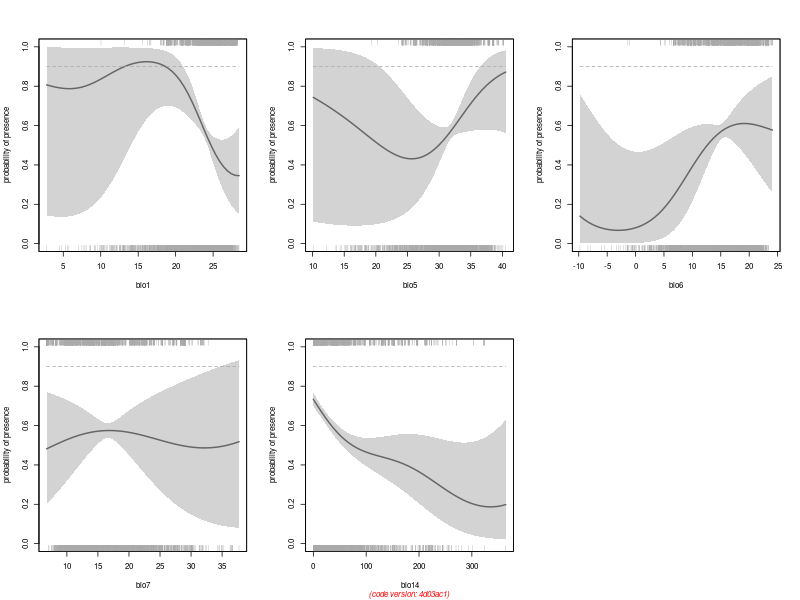 probability of presence
0.0 0.2 0.4 0.6 0.8 1.0
5 10 15 20 25
bio1
probability of presence
0.0 0.2 0.4 0.6 0.8 1.0
10 15 20 25 30 35 40
bio5
probability of presence
0.0 0.2 0.4 0.6 0.8 1.0
-10 -5 0 5 10 15 20 25
bio6
probability of presence
0.0 0.2 0.4 0.6 0.8 1.0
10 15 20 25 30 35
bio7
probability of presence
0.0 0.2 0.4 0.6 0.8 1.0
0 100 200 300
bio14
(code version: 4d03ac1)